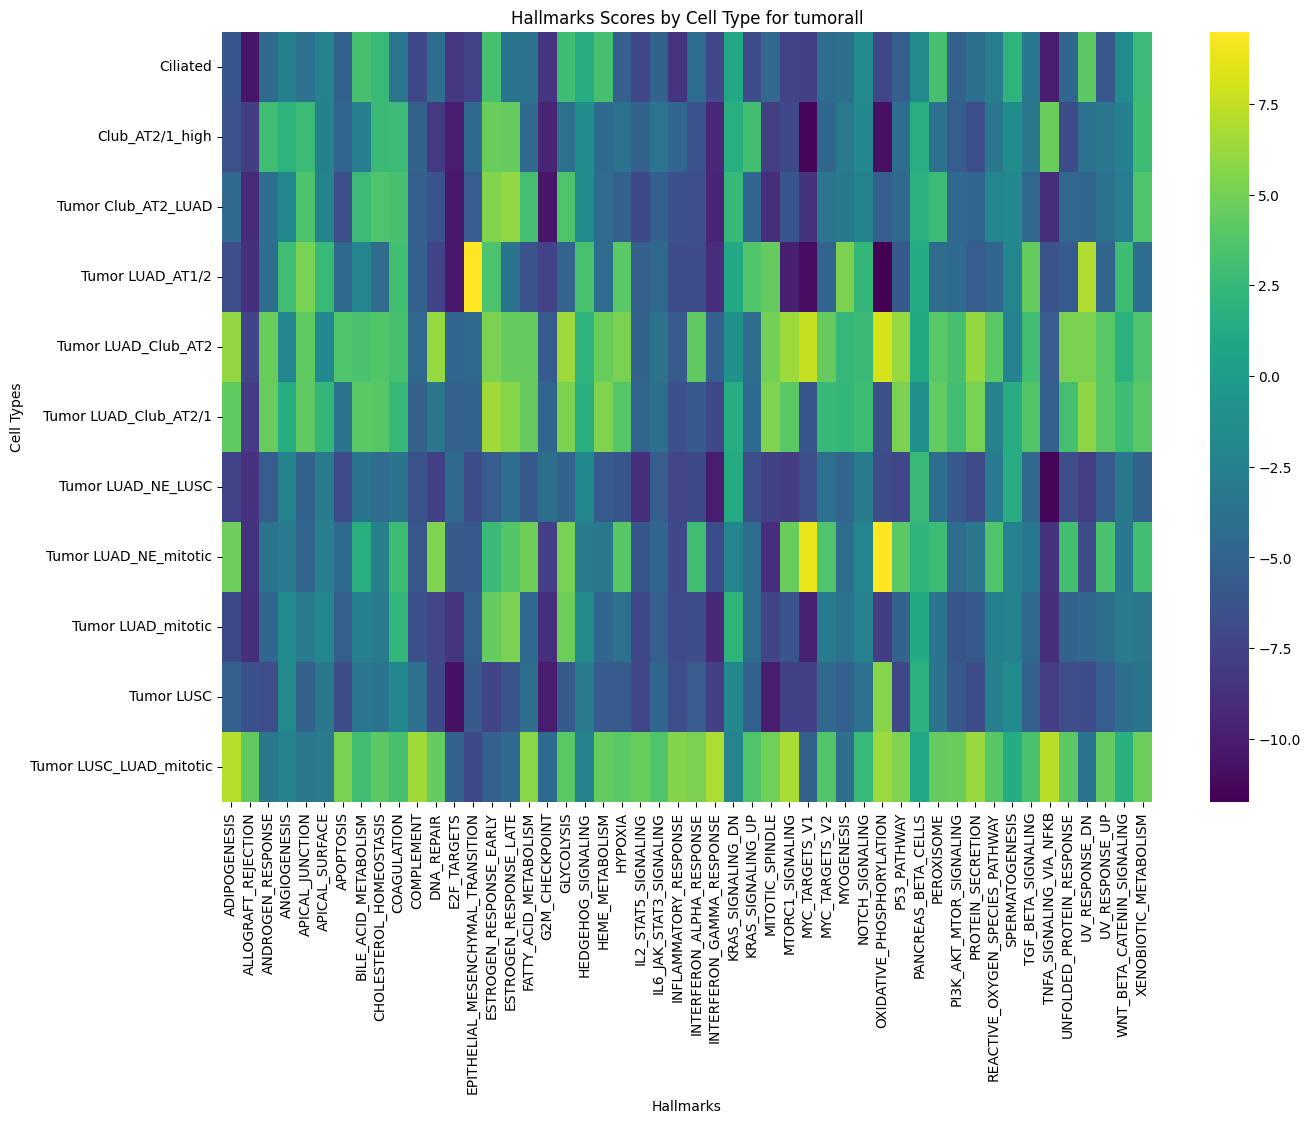 Hallmarks Scores by Cell Type for tumorall
Cell Types
Ciliated
Club_AT2/1_high
Tumor Club_AT2_LUAD
Tumor LUAD_AT1/2
Tumor LUAD_Club_AT2
Tumor LUAD_Club_AT2/1
Tumor LUAD_NE_LUSC
Tumor LUAD_NE_mitotic
Tumor LUAD_mitotic
Tumor LUSC
Tumor LUSC_LUAD_mitotic
ADIPOGENESIS
ALLOGRAFT_REJECTION
ANDROGEN_RESPONSE
ANGIOGENESIS
APICAL_JUNCTION
APICAL_SURFACE
APOPTOSIS
BILE_ACID_METABOLISM
CHOLESTEROL_HOMEOSTASIS
COAGULATION
COMPLEMENT
DNA_REPAIR
E2F_TARGETS
EPITHELIAL_MESENCHYMAL_TRANSITION
ESTROGEN_RESPONSE_EARLY
ESTROGEN_RESPONSE_LATE
FATTY_ACID_METABOLISM
G2M_CHECKPOINT
GLYCOLYSIS
HEDGEHOG_SIGNALING
HEME_METABOLISM
HYPOXIA
IL2_STAT5_SIGNALING
IL6_JAK_STAT3_SIGNALING
INFLAMMATORY_RESPONSE
INTERFERON_ALPHA_RESPONSE
INTERFERON_GAMMA_RESPONSE
KRAS_SIGNALING_DN
KRAS_SIGNALING_UP
MITOTIC_SPINDLE
MTORC1_SIGNALING
MYC_TARGETS_V1
MYC_TARGETS_V2
MYOGENESIS
NOTCH_SIGNALING
OXIDATIVE_PHOSPHORYLATION
P53_PATHWAY
PANCREAS_BETA_CELLS
PEROXISOME
PI3K_AKT_MTOR_SIGNALING
PROTEIN_SECRETION
REACTIVE_OXYGEN_SPECIES_PATHWAY
SPERMATOGENESIS
TGF_BETA_SIGNALING
TNFA_SIGNALING_VIA_NFKB
UNFOLDED_PROTEIN_RESPONSE
UV_RESPONSE_DN
UV_RESPONSE_UP
WNT_BETA_CATENIN_SIGNALING
XENOBIOTIC_METABOLISM
Hallmarks
7.5
5.0
2.5
0.0
−2.5
−5.0
−7.5
−10.0